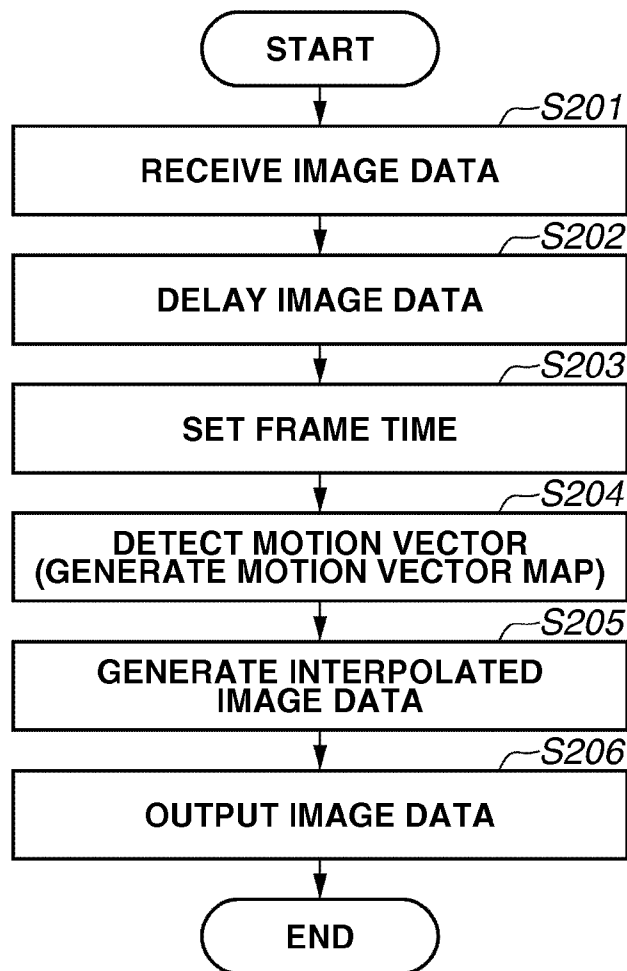 START
S201
RECEIVE IMAGE DATA
S202
DELAY IMAGE DATA
S203
SET FRAME TIME
S204
DETECT MOTION VECTOR
(GENERATE MOTION VECTOR MAP)
S205
GENERATE INTERPOLATED
IMAGE DATA
S206
OUTPUT IMAGE DATA
END